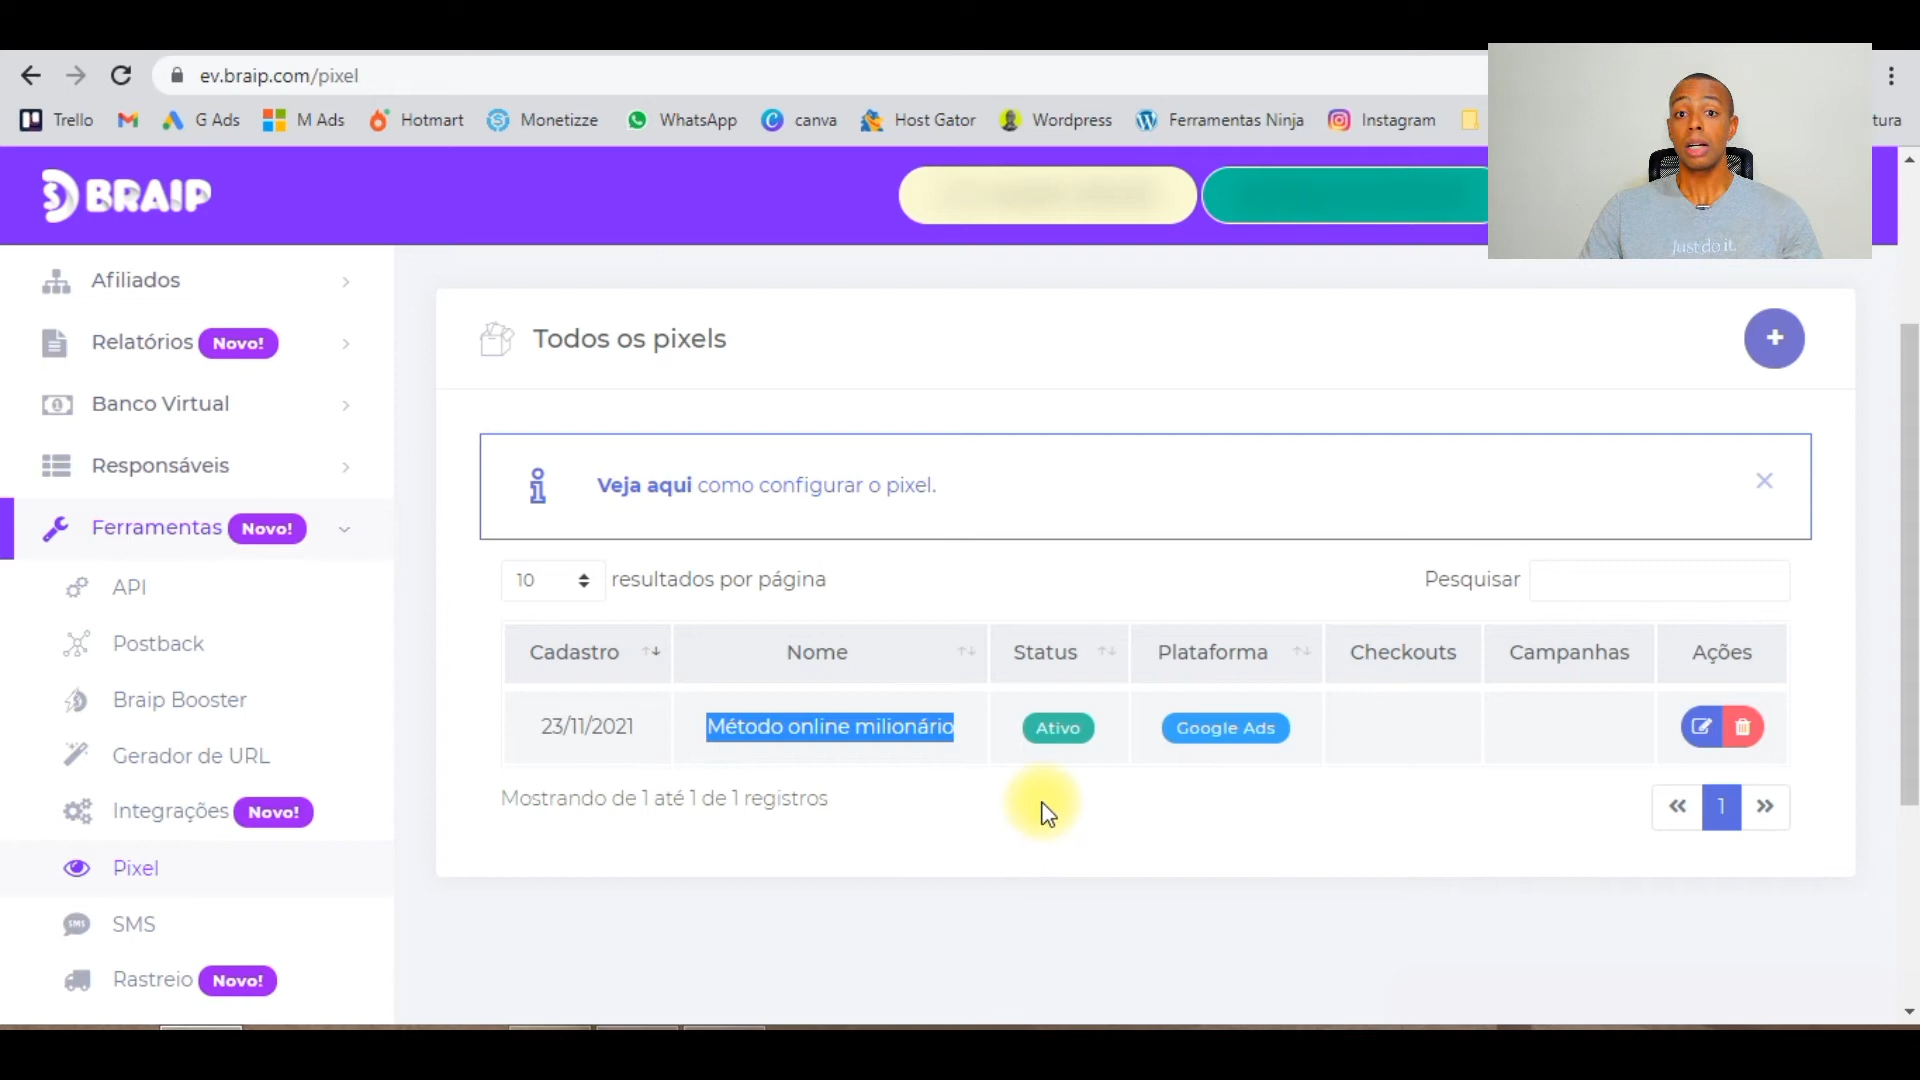 ev.braip.com/pixel
Trello
G Ads
M Ads
Hotmart
Monetizze
WhatsApp
canva
Host Gator
Wordpress
Ferramentas Ninja
Instagram
tura
BRAIP
Just do it.
Afiliados
Relatórios Novo!
Banco Virtual
Responsáveis
Ferramentas Novo!
API
Postback
Braip Booster
Gerador de URL
Integrações Novo!
Pixel
SMS
Rastreio Novo!
Todos os pixels
+
Veja aqui como configurar o pixel.
10 resultados por página
Pesquisar
Cadastro Nome Status Plataforma Checkouts Campanhas Ações
23/11/2021 Método online milionário Ativo Google Ads
Mostrando de 1 até 1 de 1 registros
« 1 »